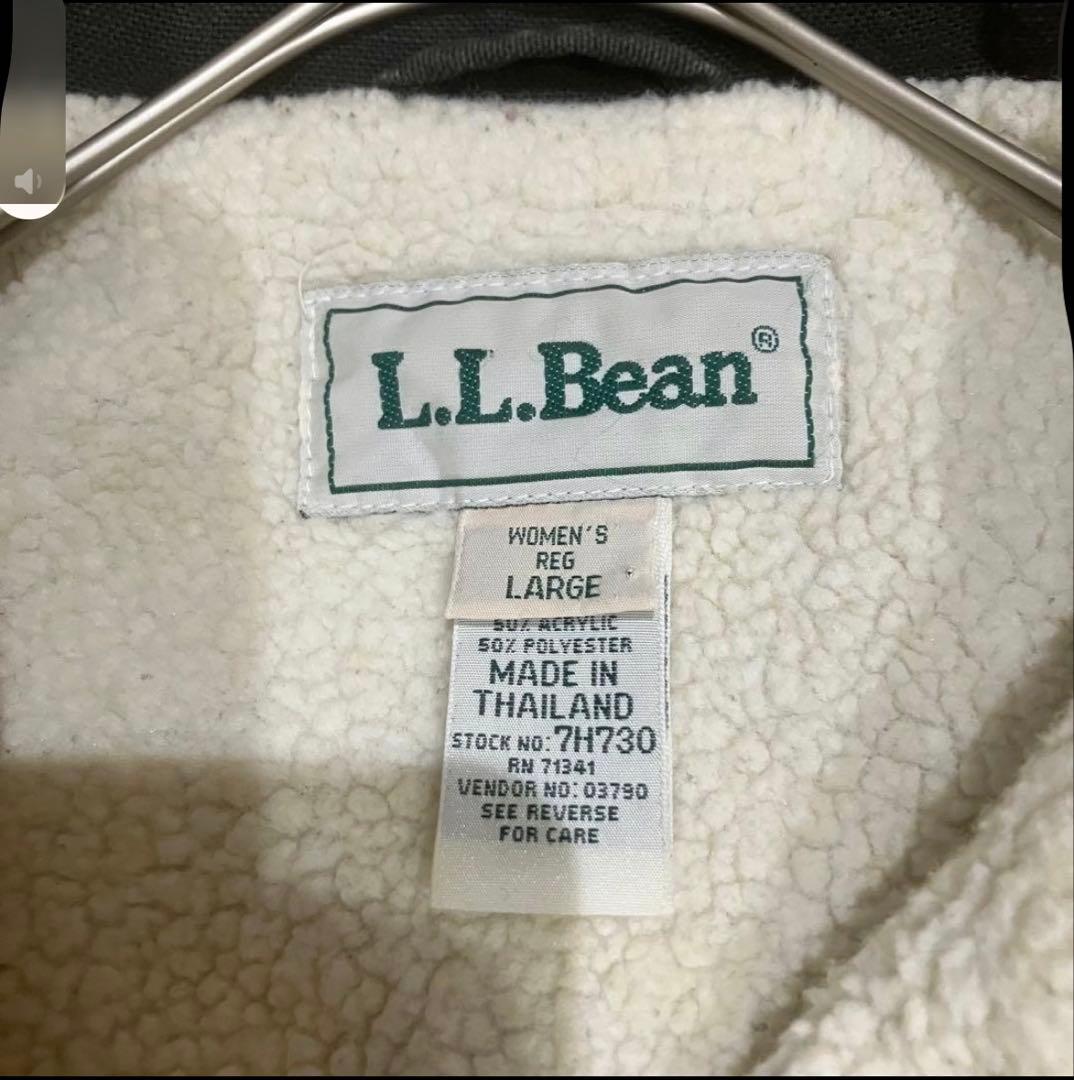 L.L.Bean®
WOMEN'S
REG
LARGE
50% ACRYLIC
50% POLYESTER
MADE IN
THAILAND
STOCK NO: 7H730
RN 71341
VENDOR NO: 03790
SEE REVERSE
FOR CARE